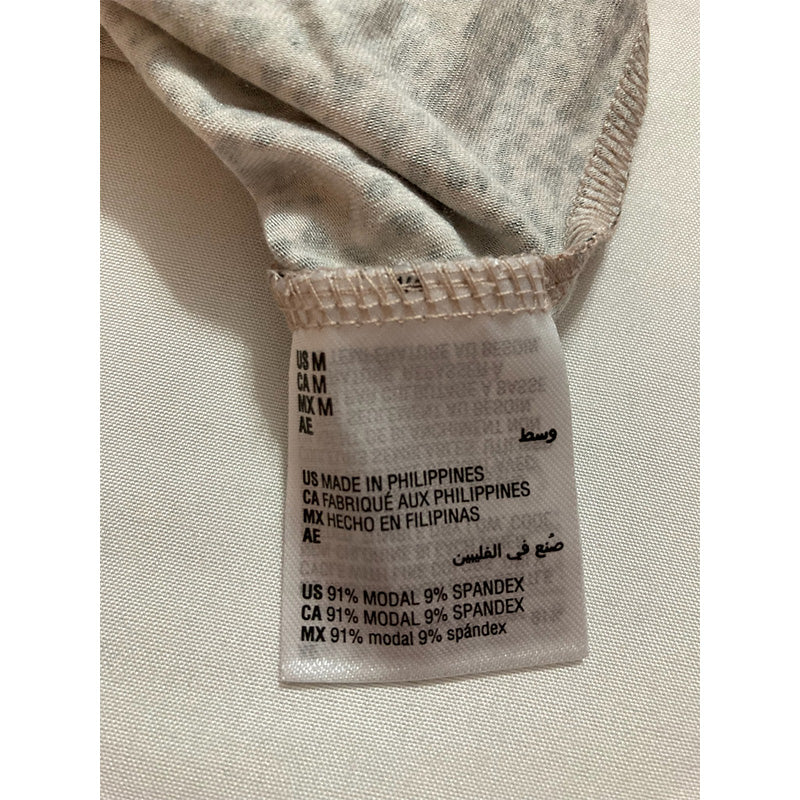 US M
CA M
MX M
AE
وسط
US MADE IN PHILIPPINES
CA FABRIQUÉ AUX PHILIPPINES
MX HECHO EN FILIPINAS
AE
صُنع في الفلبين
US 91% MODAL 9% SPANDEX
CA 91% MODAL 9% SPANDEX
MX 91% modal 9% spándex